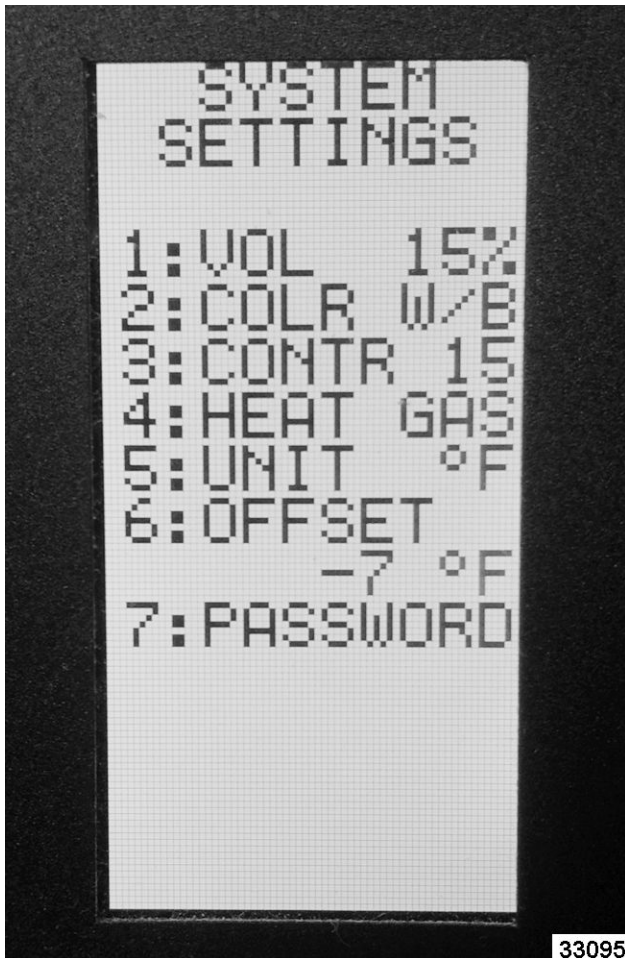 SYSTEM
SETTINGS
1:VOL 15%
2:COLR W/B
3:CONTR 15
4:HEAT GAS
5:UNIT °F
6:OFFSET
-7 °F
7:PASSWORD
33095